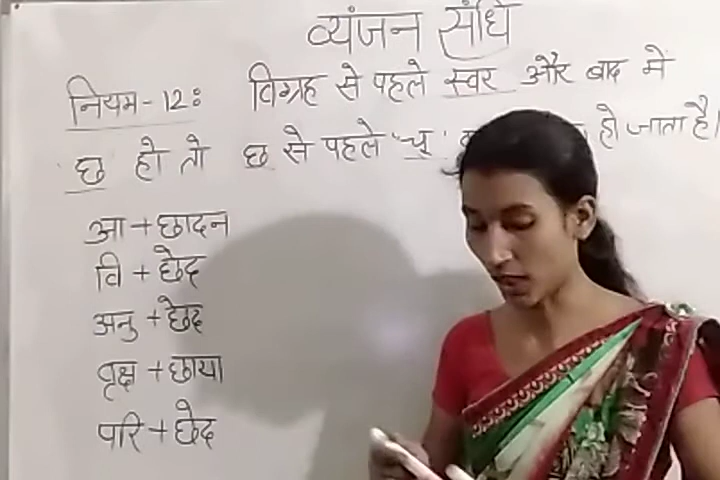 व्यंजन संधि
नियम-12: विग्रह से पहले स्वर और बाद में
छ हो तो छ से पहले "च् हो जाता है।
आ + छादन
वि + छेद
अनु + छेद
वृक्ष + छाया
परि + छेद